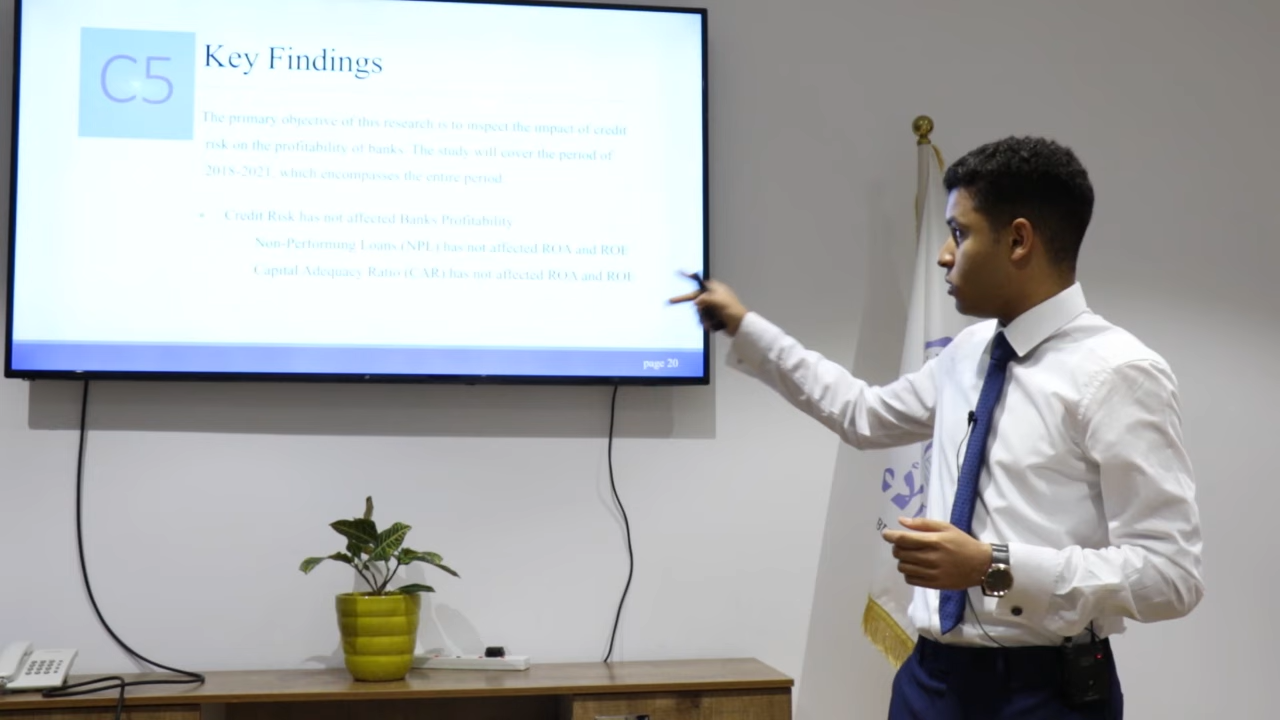 C5
Key Findings
The primary objective of this research is to inspect the impact of credit
risk on the profitability of banks. The study will cover the period of
2018-2021, which encompasses the entire period
• Credit Risk has not affected Banks Profitability
Non-Performing Loans (NPL) has not affected ROA and ROE
Capital Adequacy Ratio (CAR) has not affected ROA and ROE
page 20